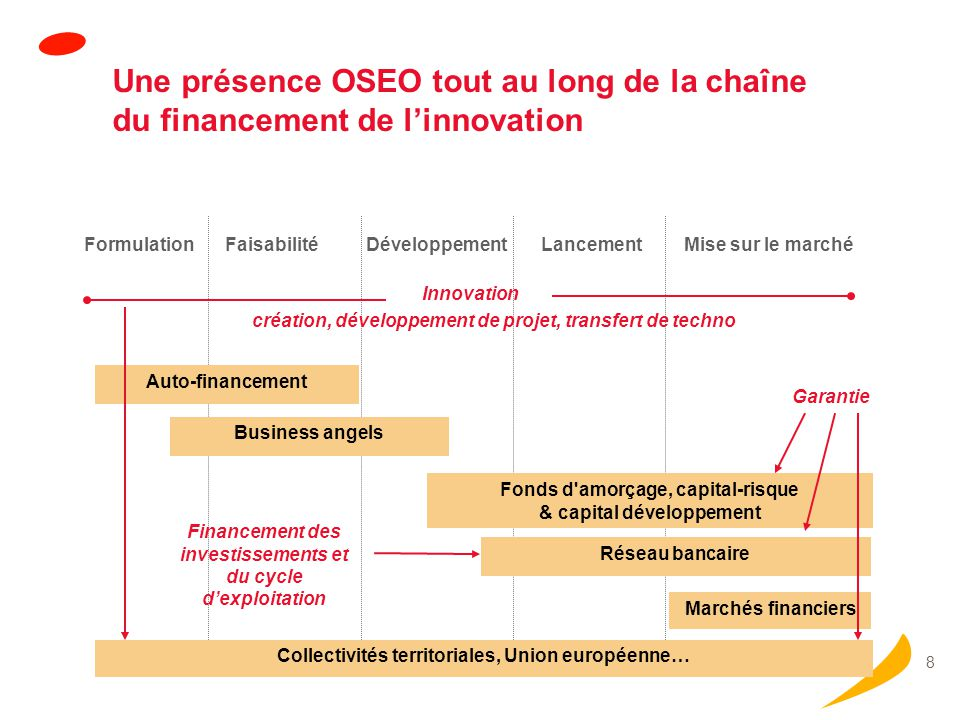 Une présence OSEO tout au long de la chaîne
du financement de l’innovation
Formulation
Faisabilité
Développement
Lancement
Mise sur le marché
Innovation
création, développement de projet, transfert de techno
Auto-financement
Garantie
Business angels
Fonds d'amorçage, capital-risque
& capital développement
Financement des
investissements et
du cycle
d’exploitation
Réseau bancaire
Marchés financiers
Collectivités territoriales, Union européenne…
8